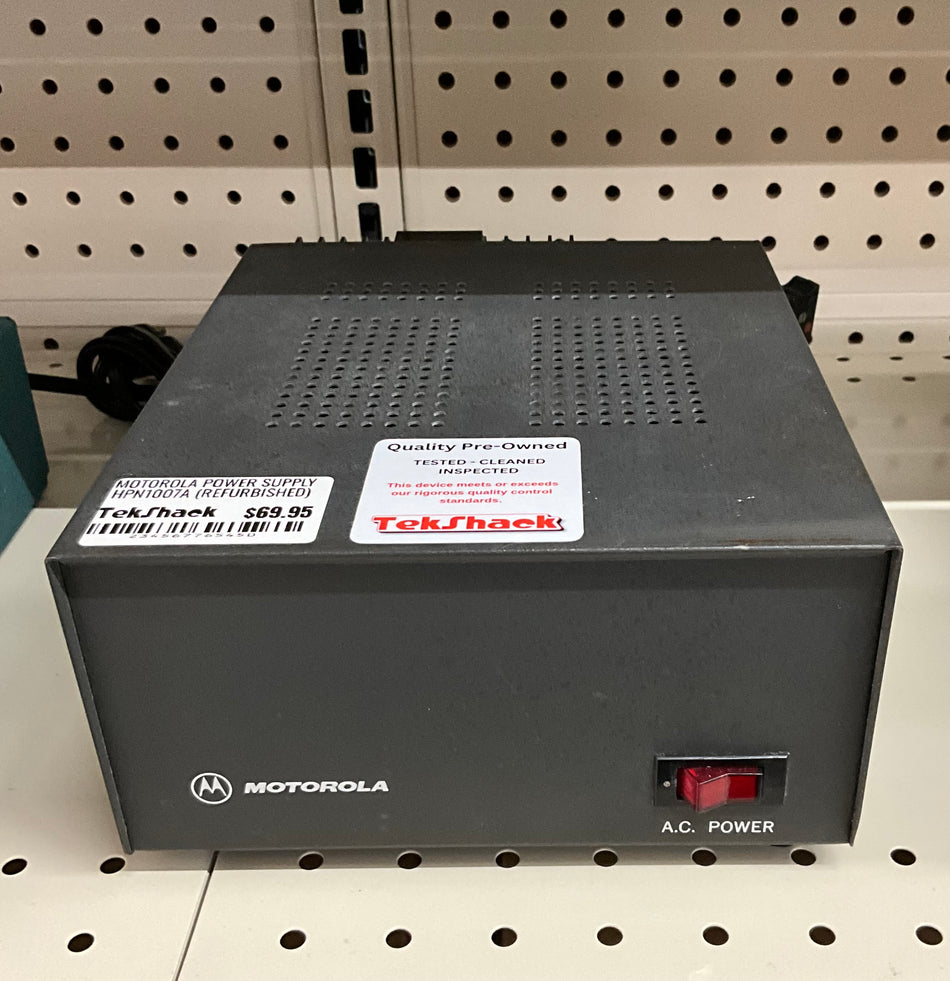 Quality Pre-Owned
TESTED - CLEANED
INSPECTED
This device meets or exceeds
our rigorous quality control
standards.
TekShack
MOTOROLA POWER SUPPLY
HPN1007A (REFURBISHED)
TekShack $69.95
MOTOROLA
A.C. POWER